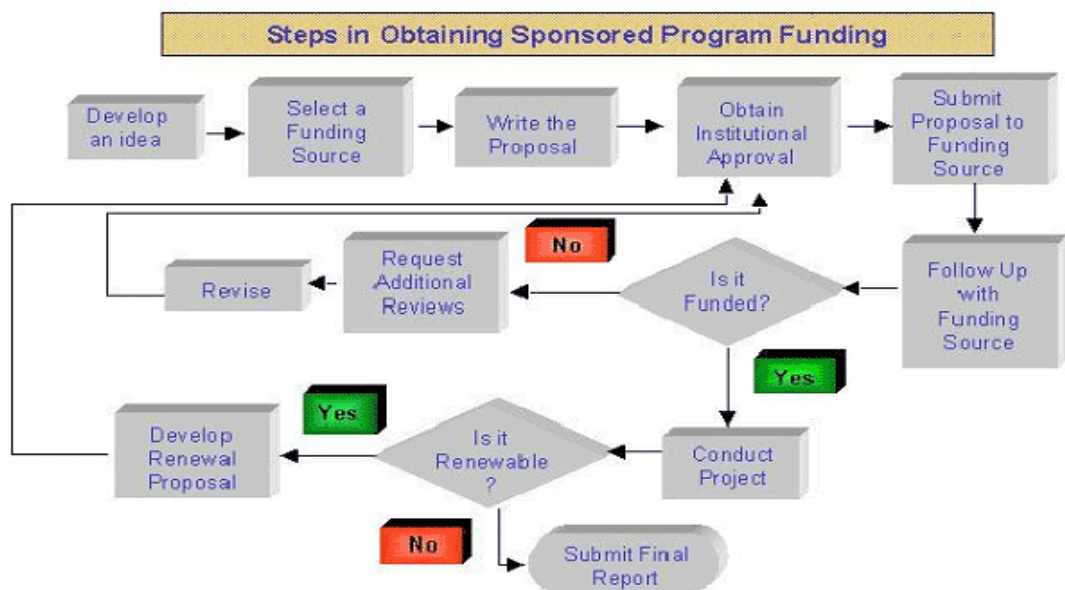 Steps in Obtaining Sponsored Program Funding
Develop
an idea
Select a
Funding
Source
Write the
Proposal
Obtain
Institutional
Approval
Submit
Proposal to
Funding
Source
Follow Up
with
Funding
Source
Is it
Funded?
No
Request
Additional
Reviews
Revise
Yes
Conduct
Project
Is it
Renewable
?
Yes
Develop
Renewal
Proposal
No
Submit Final
Report